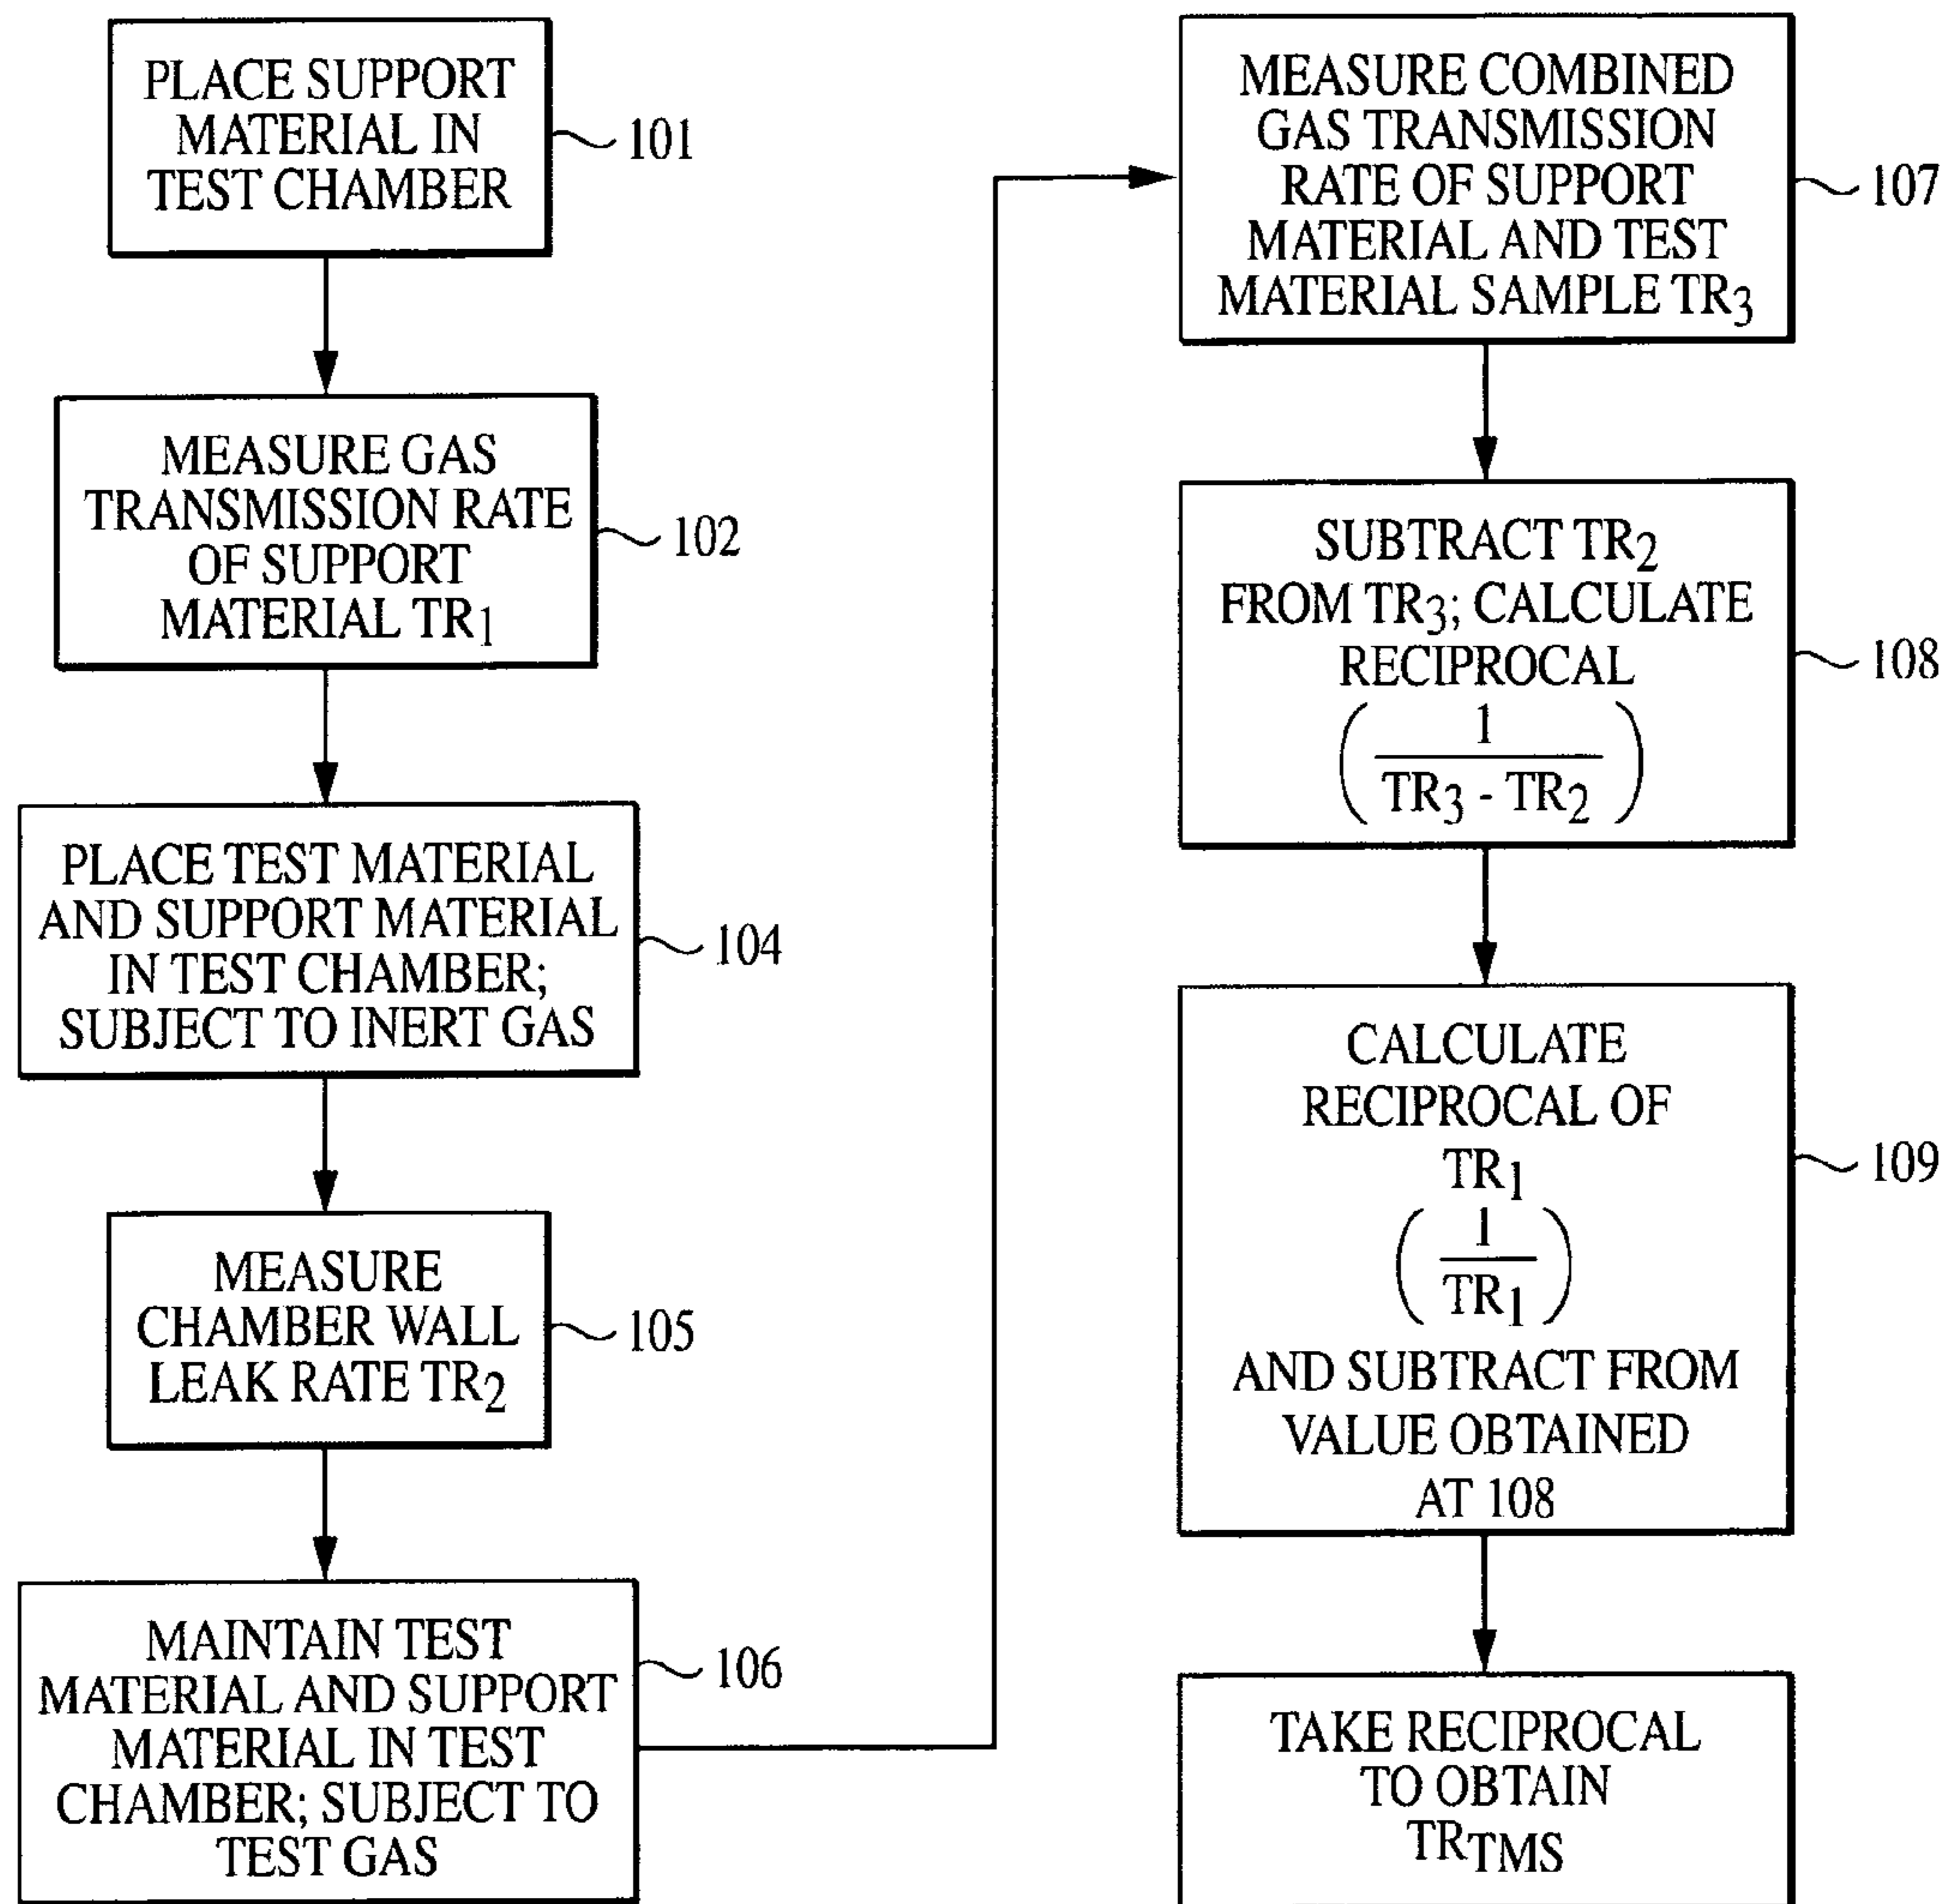 PLACE SUPPORT
MATERIAL IN
TEST CHAMBER
101
MEASURE GAS
TRANSMISSION RATE
OF SUPPORT
MATERIAL TR1
102
PLACE TEST MATERIAL
AND SUPPORT MATERIAL
IN TEST CHAMBER;
SUBJECT TO INERT GAS
104
MEASURE
CHAMBER WALL
LEAK RATE TR2
105
MAINTAIN TEST
MATERIAL AND SUPPORT
MATERIAL IN TEST
CHAMBER; SUBJECT TO
TEST GAS
106
MEASURE COMBINED
GAS TRANSMISSION
RATE OF SUPPORT
MATERIAL AND TEST
MATERIAL SAMPLE TR3
107
SUBTRACT TR2
FROM TR3; CALCULATE
RECIPROCAL
( 1
TR3 - TR2 )
108
CALCULATE
RECIPROCAL OF
TR1
( 1
TR1 )
AND SUBTRACT FROM
VALUE OBTAINED
AT 108
109
TAKE RECIPROCAL
TO OBTAIN
TRTMS